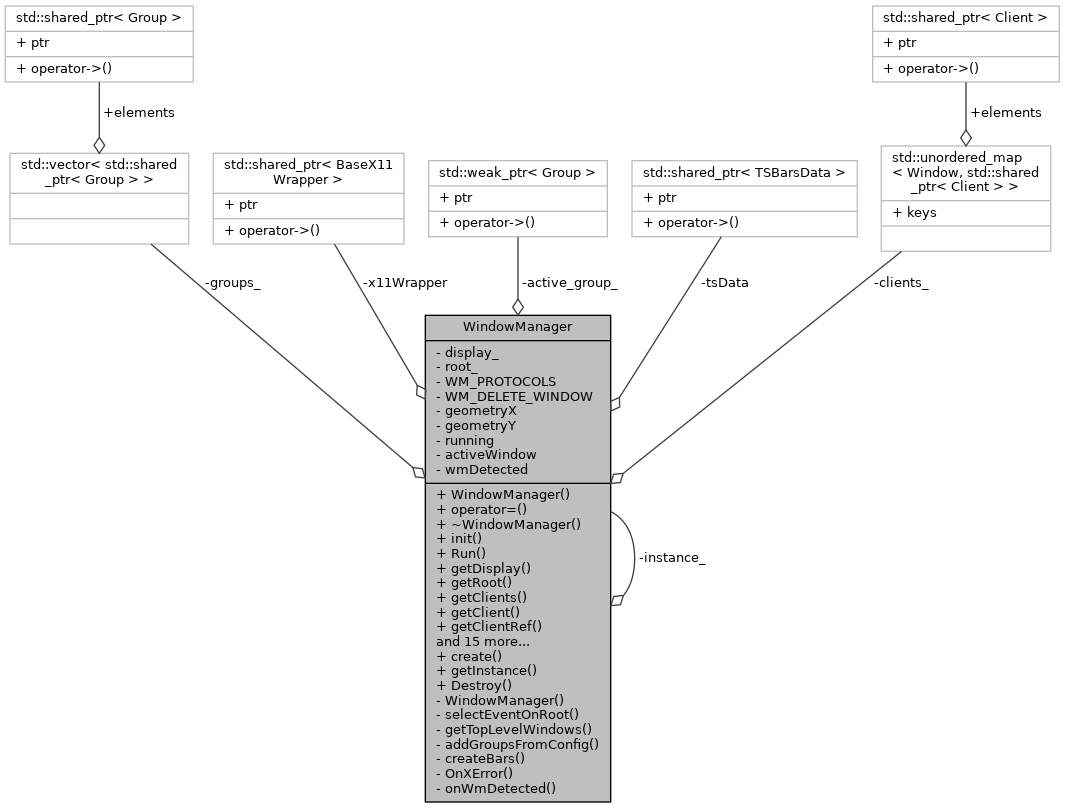 std::shared_ptr< Group >
+ ptr
+ operator->()
std::shared_ptr< Client >
+ ptr
+ operator->()
+elements
+elements
std::vector< std::shared
_ptr< Group > >
std::shared_ptr< BaseX11
Wrapper >
+ ptr
+ operator->()
std::weak_ptr< Group >
+ ptr
+ operator->()
std::shared_ptr< TSBarsData >
+ ptr
+ operator->()
std::unordered_map
< Window, std::shared
_ptr< Client > >
+ keys
-groups_
-x11Wrapper
-active_group_
-tsData
-clients_
WindowManager
- display_
- root_
- WM_PROTOCOLS
- WM_DELETE_WINDOW
- geometryX
- geometryY
- running
- activeWindow
- wmDetected
+ WindowManager()
+ operator=()
+ ~WindowManager()
+ init()
+ Run()
+ getDisplay()
+ getRoot()
+ getClients()
+ getClient()
+ getClientRef()
and 15 more...
+ create()
+ getInstance()
+ Destroy()
- WindowManager()
- selectEventOnRoot()
- getTopLevelWindows()
- addGroupsFromConfig()
- createBars()
- OnXError()
- onWmDetected()
-instance_